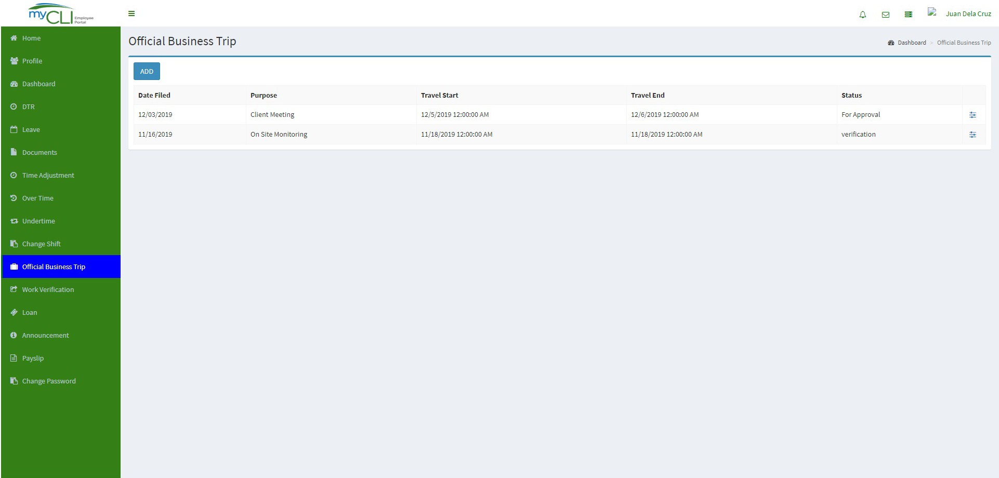 myCLI Employee Portal
Juan Dela Cruz
Home
Profile
Dashboard
DTR
Leave
Documents
Time Adjustment
Over Time
Undertime
Change Shift
Official Business Trip
Work Verification
Loan
Announcement
Payslip
Change Password
Official Business Trip
Dashboard > Official Business Trip
ADD
Date Filed Purpose Travel Start Travel End Status
12/03/2019 Client Meeting 12/5/2019 12:00:00 AM 12/6/2019 12:00:00 AM For Approval
11/16/2019 On Site Monitoring 11/18/2019 12:00:00 AM 11/18/2019 12:00:00 AM verification